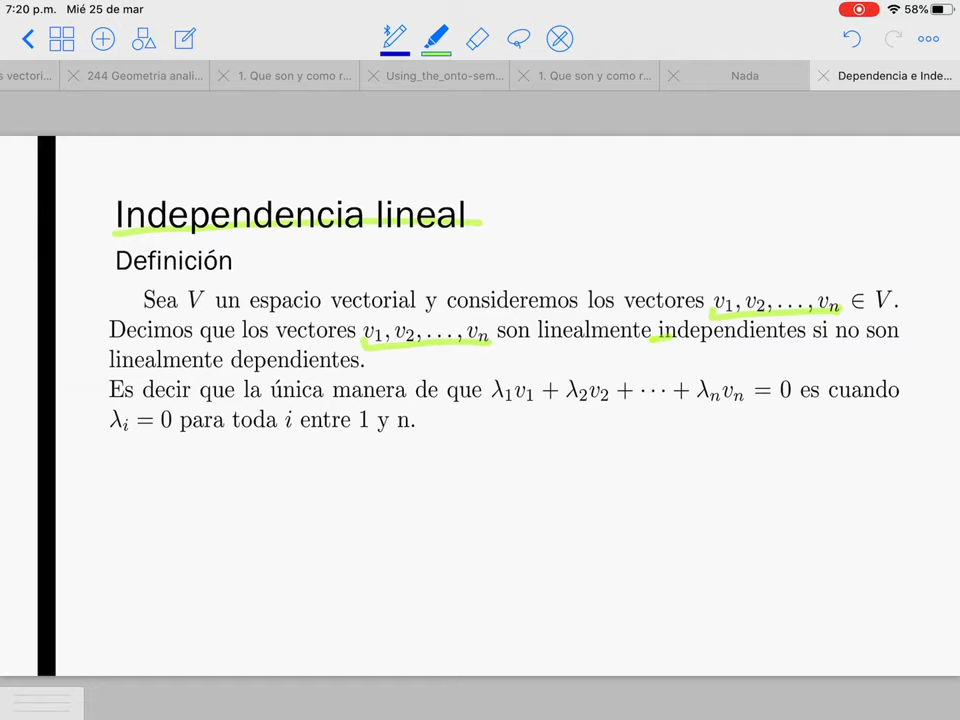 7:20 p.m. Mié 25 de mar
58%
s vectori...
244 Geometria anali...
1. Que son y como r...
Using_the_onto-sem...
1. Que son y como r...
Nada
Dependencia e Inde...
Independencia lineal
Definición
Sea V un espacio vectorial y consideremos los vectores v₁, v₂, . . . , vₙ ∈ V.
Decimos que los vectores v₁, v₂, . . . , vₙ son linealmente independientes si no son
linealmente dependientes.
Es decir que la única manera de que λ₁v₁ + λ₂v₂ + · · · + λₙvₙ = 0 es cuando
λᵢ = 0 para toda i entre 1 y n.